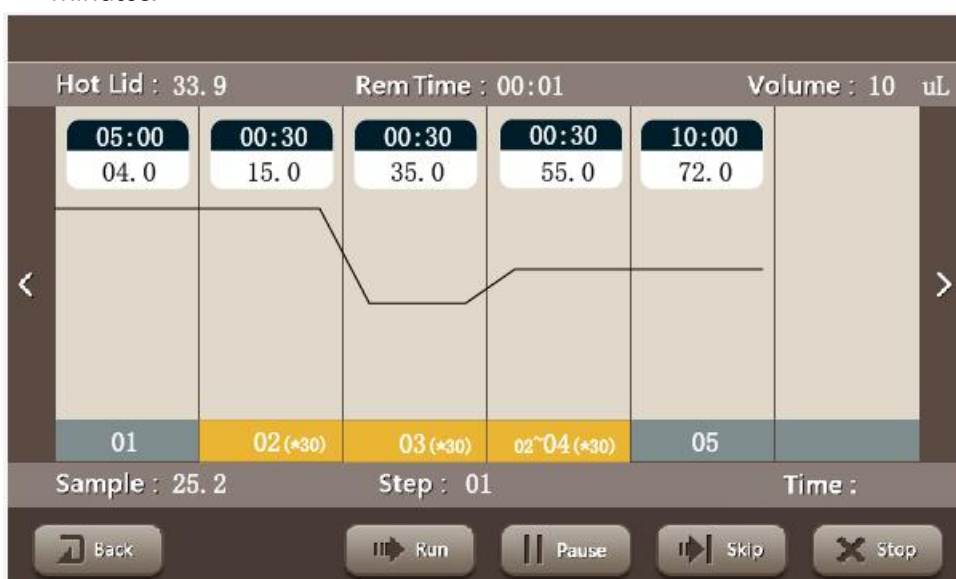 minutes.
Hot Lid : 33.9 Rem Time : 00:01 Volume : 10 uL
05:00 00:30 00:30 00:30 10:00
04.0 15.0 35.0 55.0 72.0
01 02(*30) 03(*30) 02~04(*30) 05
Sample : 25.2 Step : 01 Time :
Back Run Pause Skip Stop